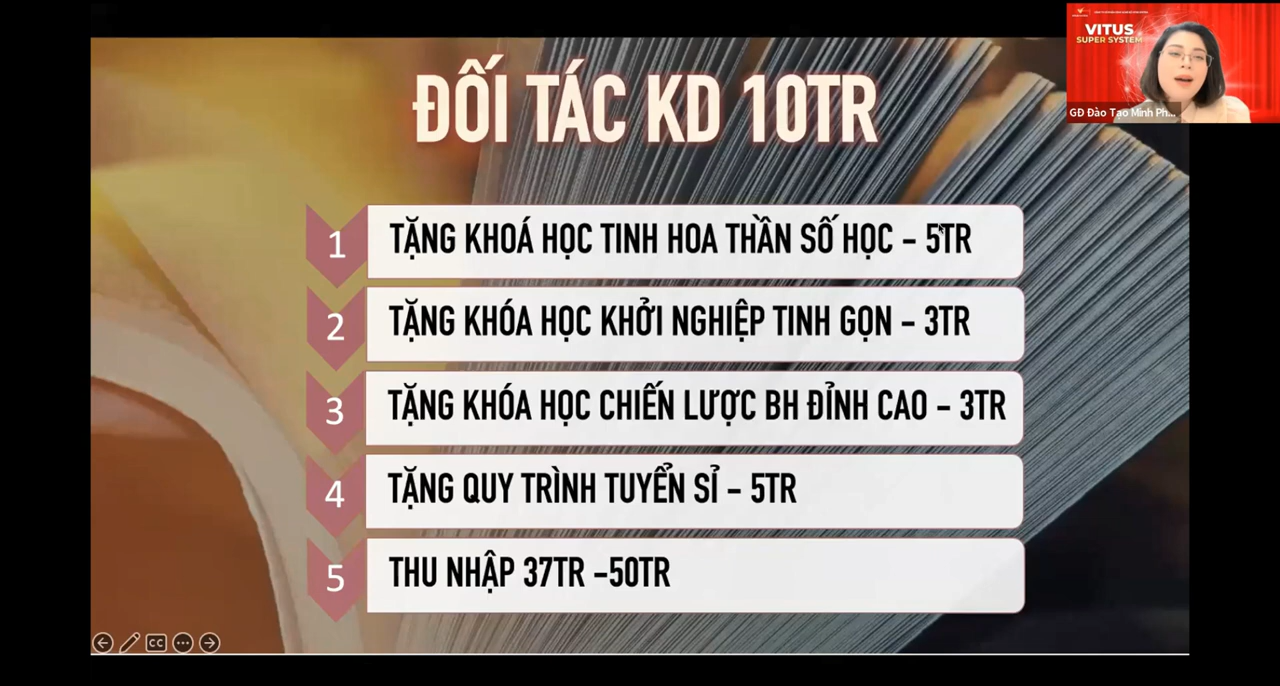 VITUS
SUPER SYSTEM
GĐ Đào Tạo Minh Ph...
ĐỐI TÁC KD 10TR
1
TẶNG KHOÁ HỌC TINH HOA THẦN SỐ HỌC – 5TR
2
TẶNG KHÓA HỌC KHỞI NGHIỆP TINH GỌN – 3TR
3
TẶNG KHÓA HỌC CHIẾN LƯỢC BH ĐỈNH CAO – 3TR
4
TẶNG QUY TRÌNH TUYỂN SỈ – 5TR
5
THU NHẬP 37TR –50TR
CC